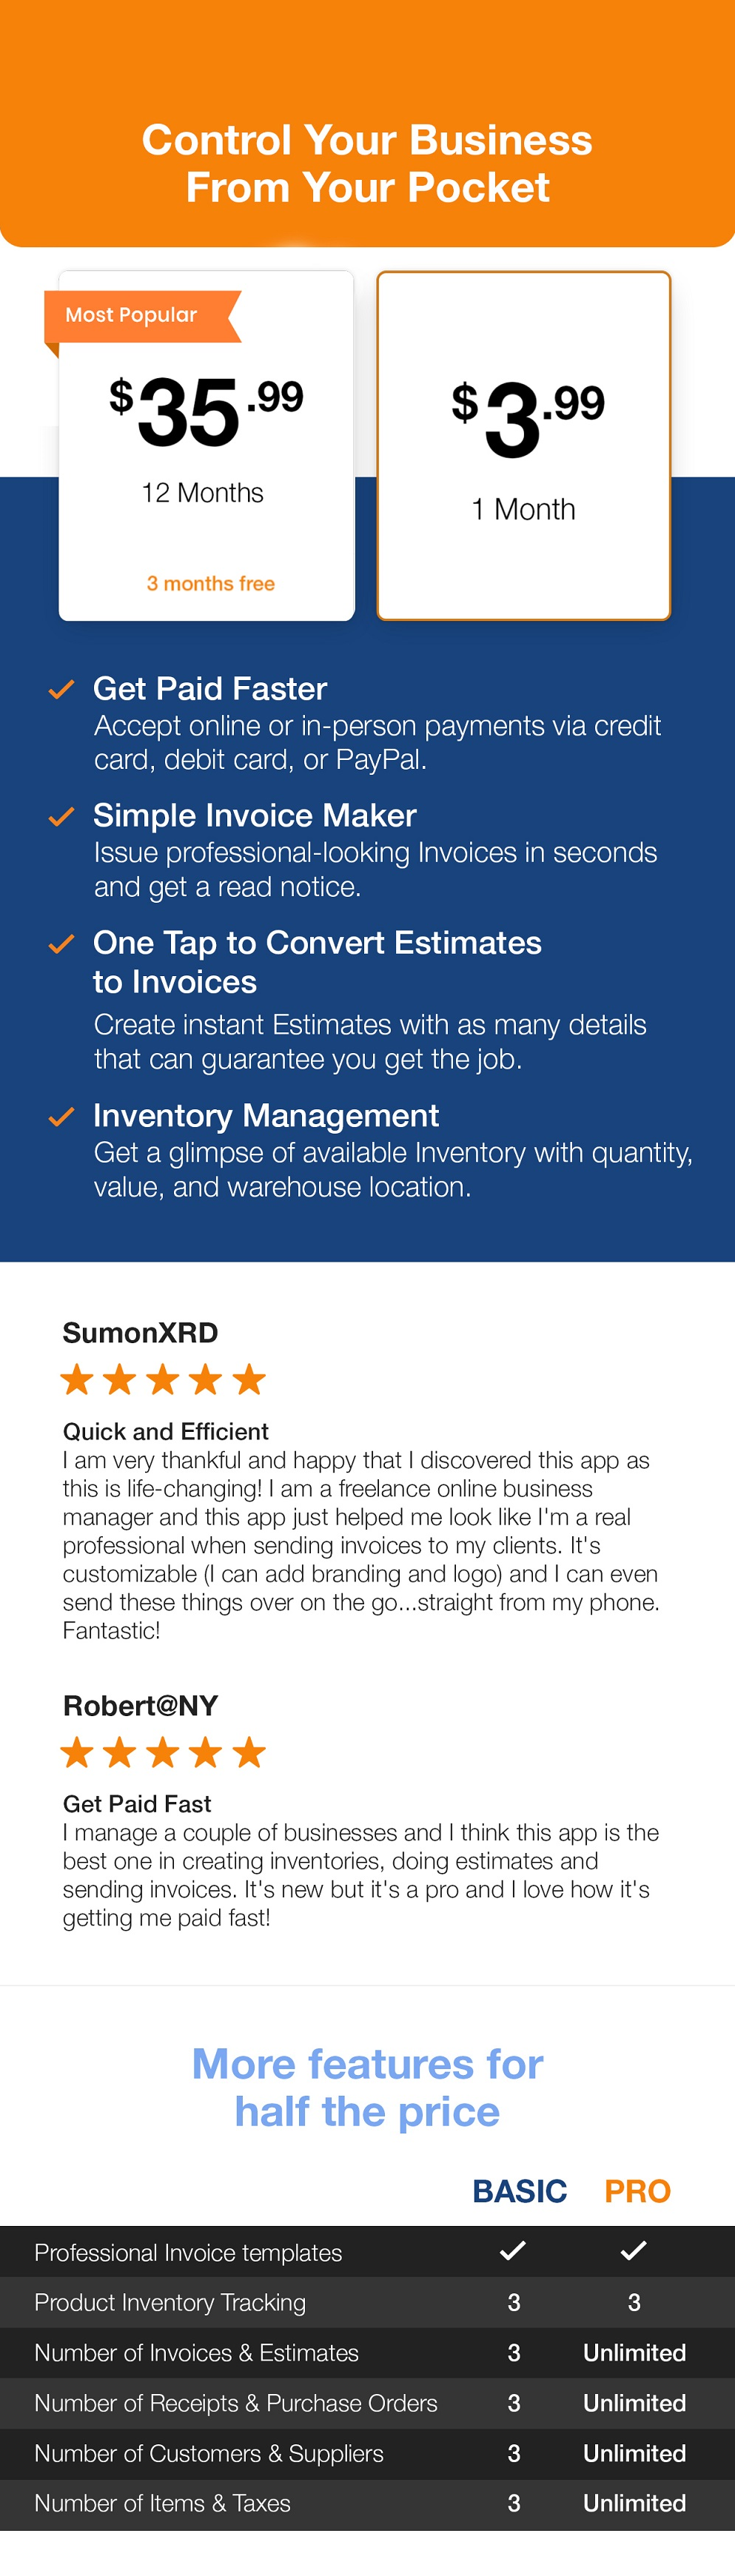 Control Your Business
From Your Pocket
Most Popular
$35.99
12 Months
3 months free
$3.99
1 Month
Get Paid Faster
Accept online or in-person payments via credit
card, debit card, or PayPal.
Simple Invoice Maker
Issue professional-looking Invoices in seconds
and get a read notice.
One Tap to Convert Estimates
to Invoices
Create instant Estimates with as many details
that can guarantee you get the job.
Inventory Management
Get a glimpse of available Inventory with quantity,
value, and warehouse location.
SumonXRD
Quick and Efficient
I am very thankful and happy that I discovered this app as
this is life-changing! I am a freelance online business
manager and this app just helped me look like I'm a real
professional when sending invoices to my clients. It's
customizable (I can add branding and logo) and I can even
send these things over on the go...straight from my phone.
Fantastic!
Robert@NY
Get Paid Fast
I manage a couple of businesses and I think this app is the
best one in creating inventories, doing estimates and
sending invoices. It's new but it's a pro and I love how it's
getting me paid fast!
More features for
half the price
BASIC PRO
Professional Invoice templates
Product Inventory Tracking 3 3
Number of Invoices & Estimates 3 Unlimited
Number of Receipts & Purchase Orders 3 Unlimited
Number of Customers & Suppliers 3 Unlimited
Number of Items & Taxes 3 Unlimited